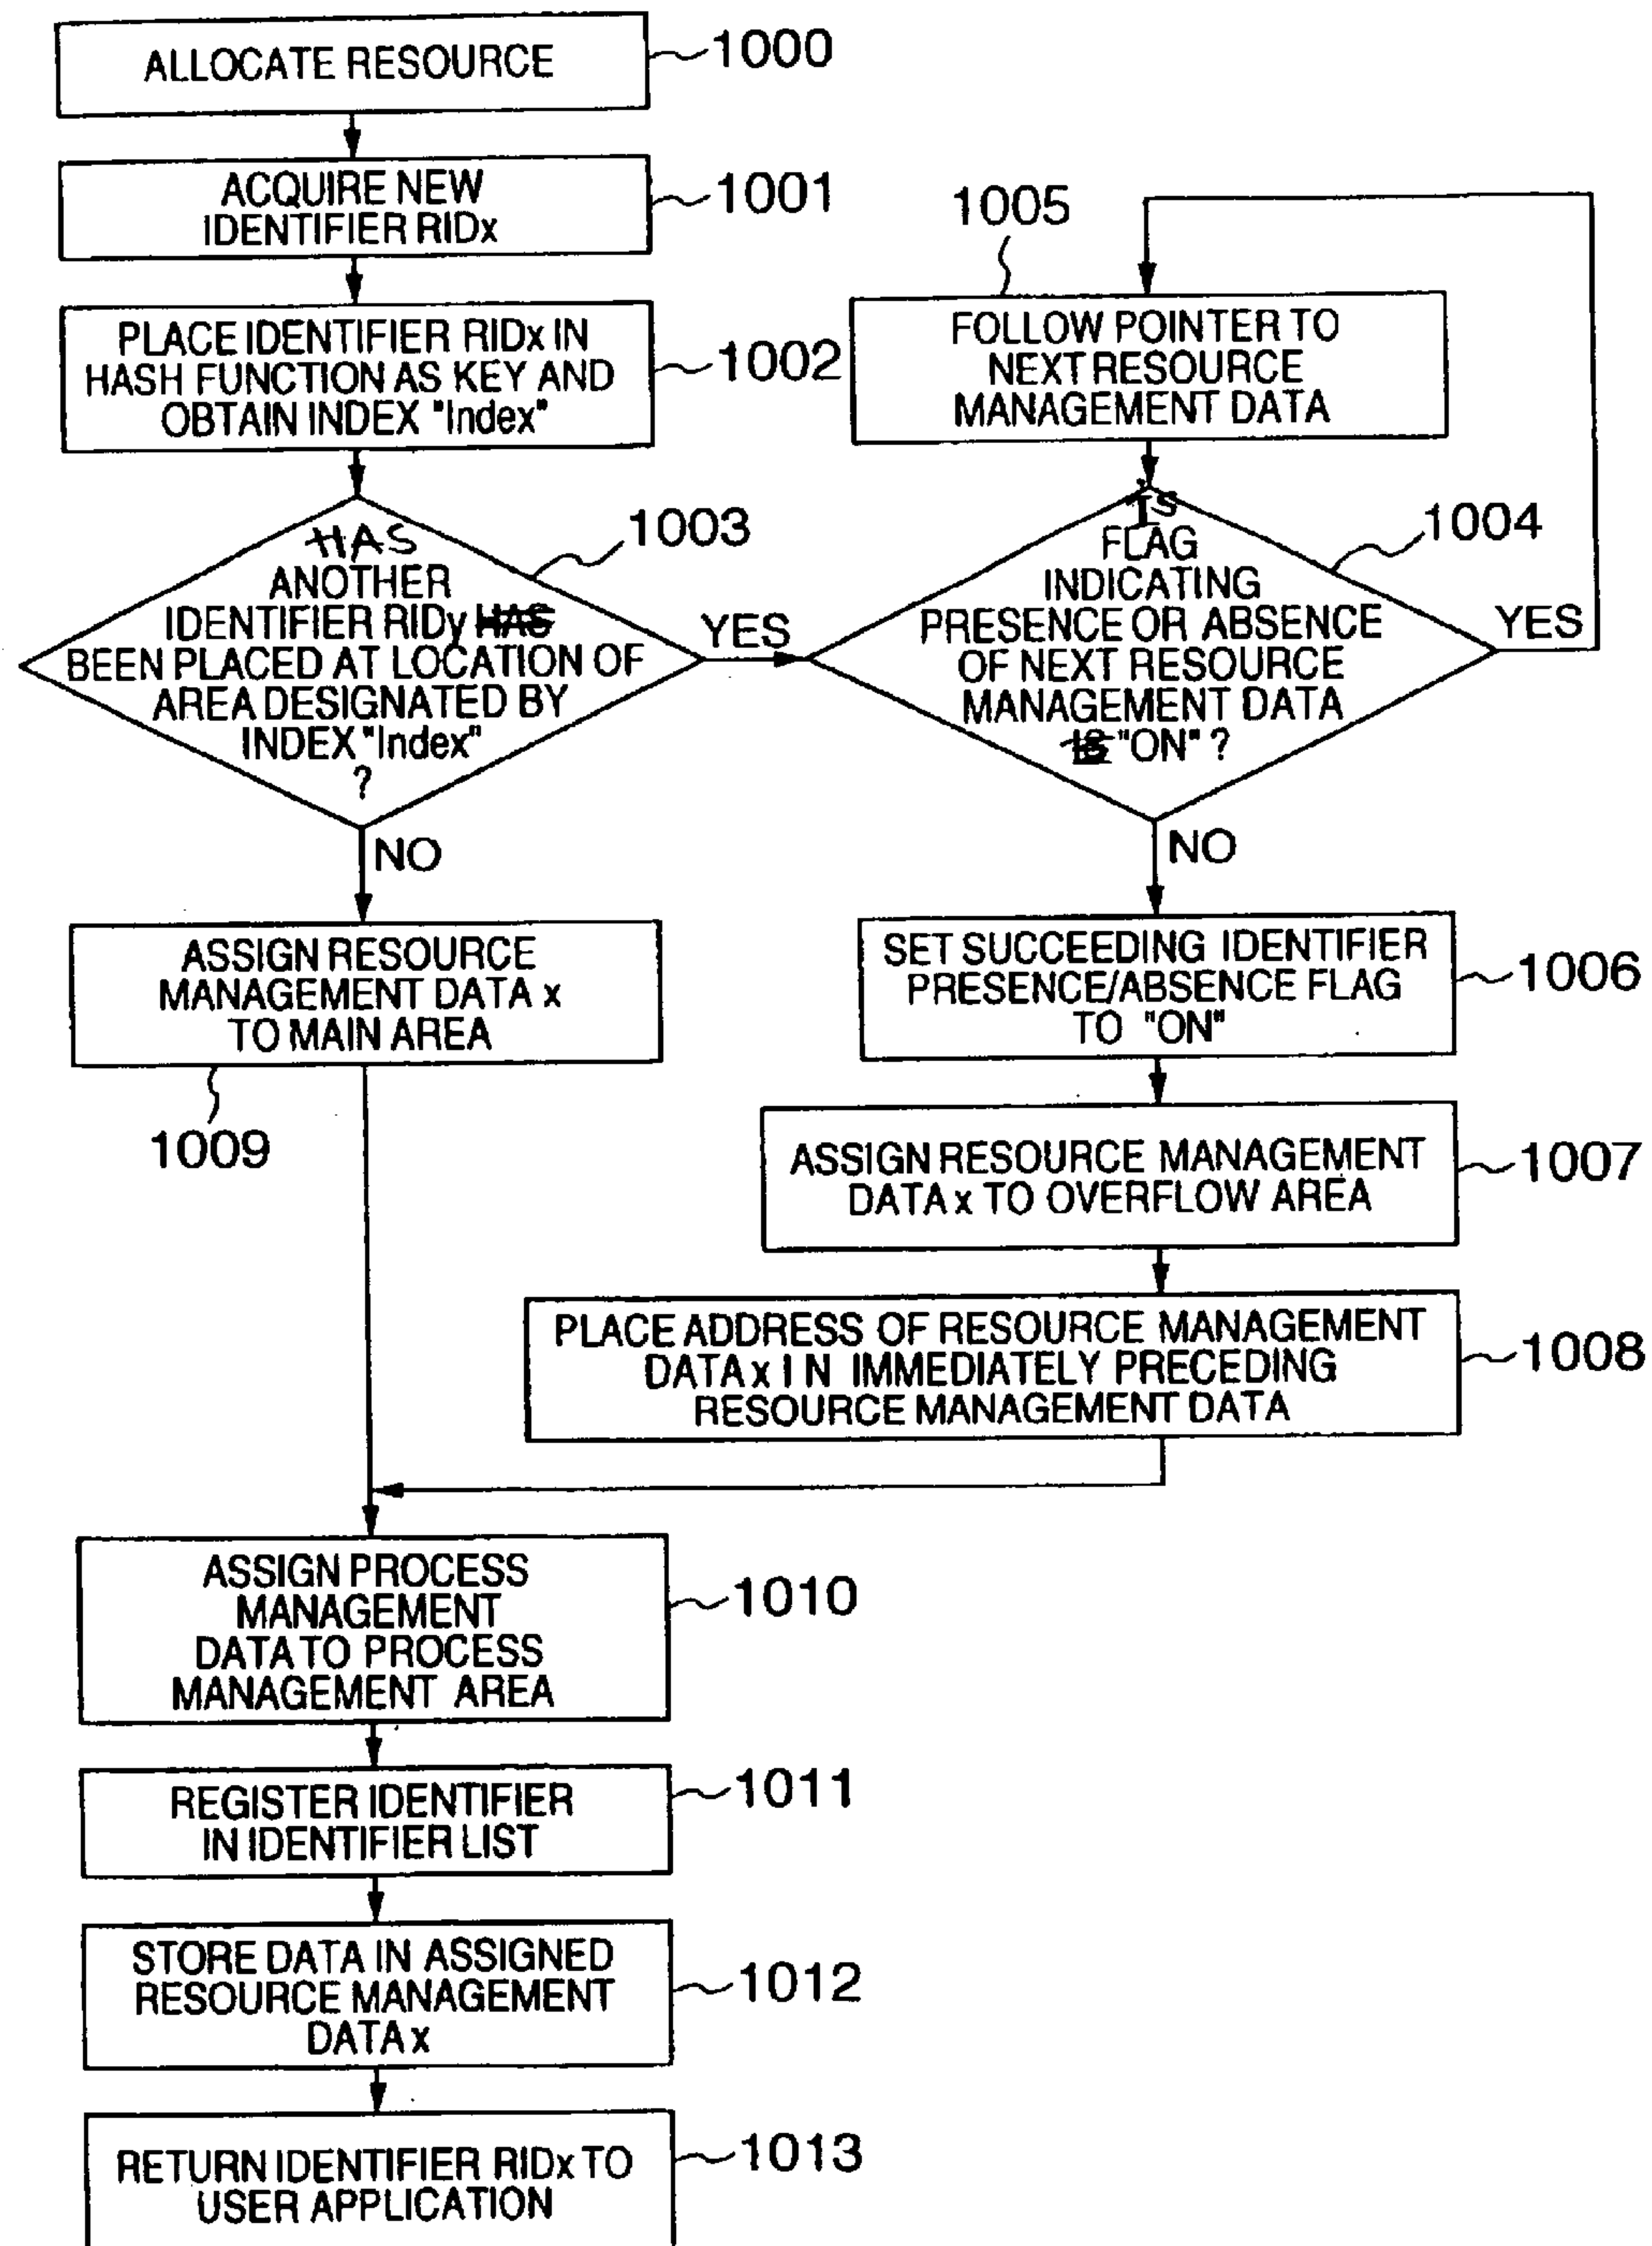 ALLOCATE RESOURCE
1000
ACQUIRE NEW
IDENTIFIER RIDx
1001
PLACE IDENTIFIER RIDx IN
HASH FUNCTION AS KEY AND
OBTAIN INDEX "Index"
1002
HAS
ANOTHER
IDENTIFIER RIDy HAS
BEEN PLACED AT LOCATION OF
AREA DESIGNATED BY
INDEX "Index"
?
1003
YES
NO
1005
FOLLOW POINTER TO
NEXT RESOURCE
MANAGEMENT DATA
Is
FLAG
INDICATING
PRESENCE OR ABSENCE
OF NEXT RESOURCE
MANAGEMENT DATA
IS "ON" ?
1004
YES
NO
ASSIGN RESOURCE
MANAGEMENT DATA x
TO MAIN AREA
1009
SET SUCCEEDING IDENTIFIER
PRESENCE/ABSENCE FLAG
TO "ON"
1006
ASSIGN RESOURCE MANAGEMENT
DATA x TO OVERFLOW AREA
1007
PLACE ADDRESS OF RESOURCE MANAGEMENT
DATA x I N IMMEDIATELY PRECEDING
RESOURCE MANAGEMENT DATA
1008
ASSIGN PROCESS
MANAGEMENT
DATA TO PROCESS
MANAGEMENT AREA
1010
REGISTER IDENTIFIER
IN IDENTIFIER LIST
1011
STORE DATA IN ASSIGNED
RESOURCE MANAGEMENT
DATA x
1012
RETURN IDENTIFIER RIDx TO
USER APPLICATION
1013